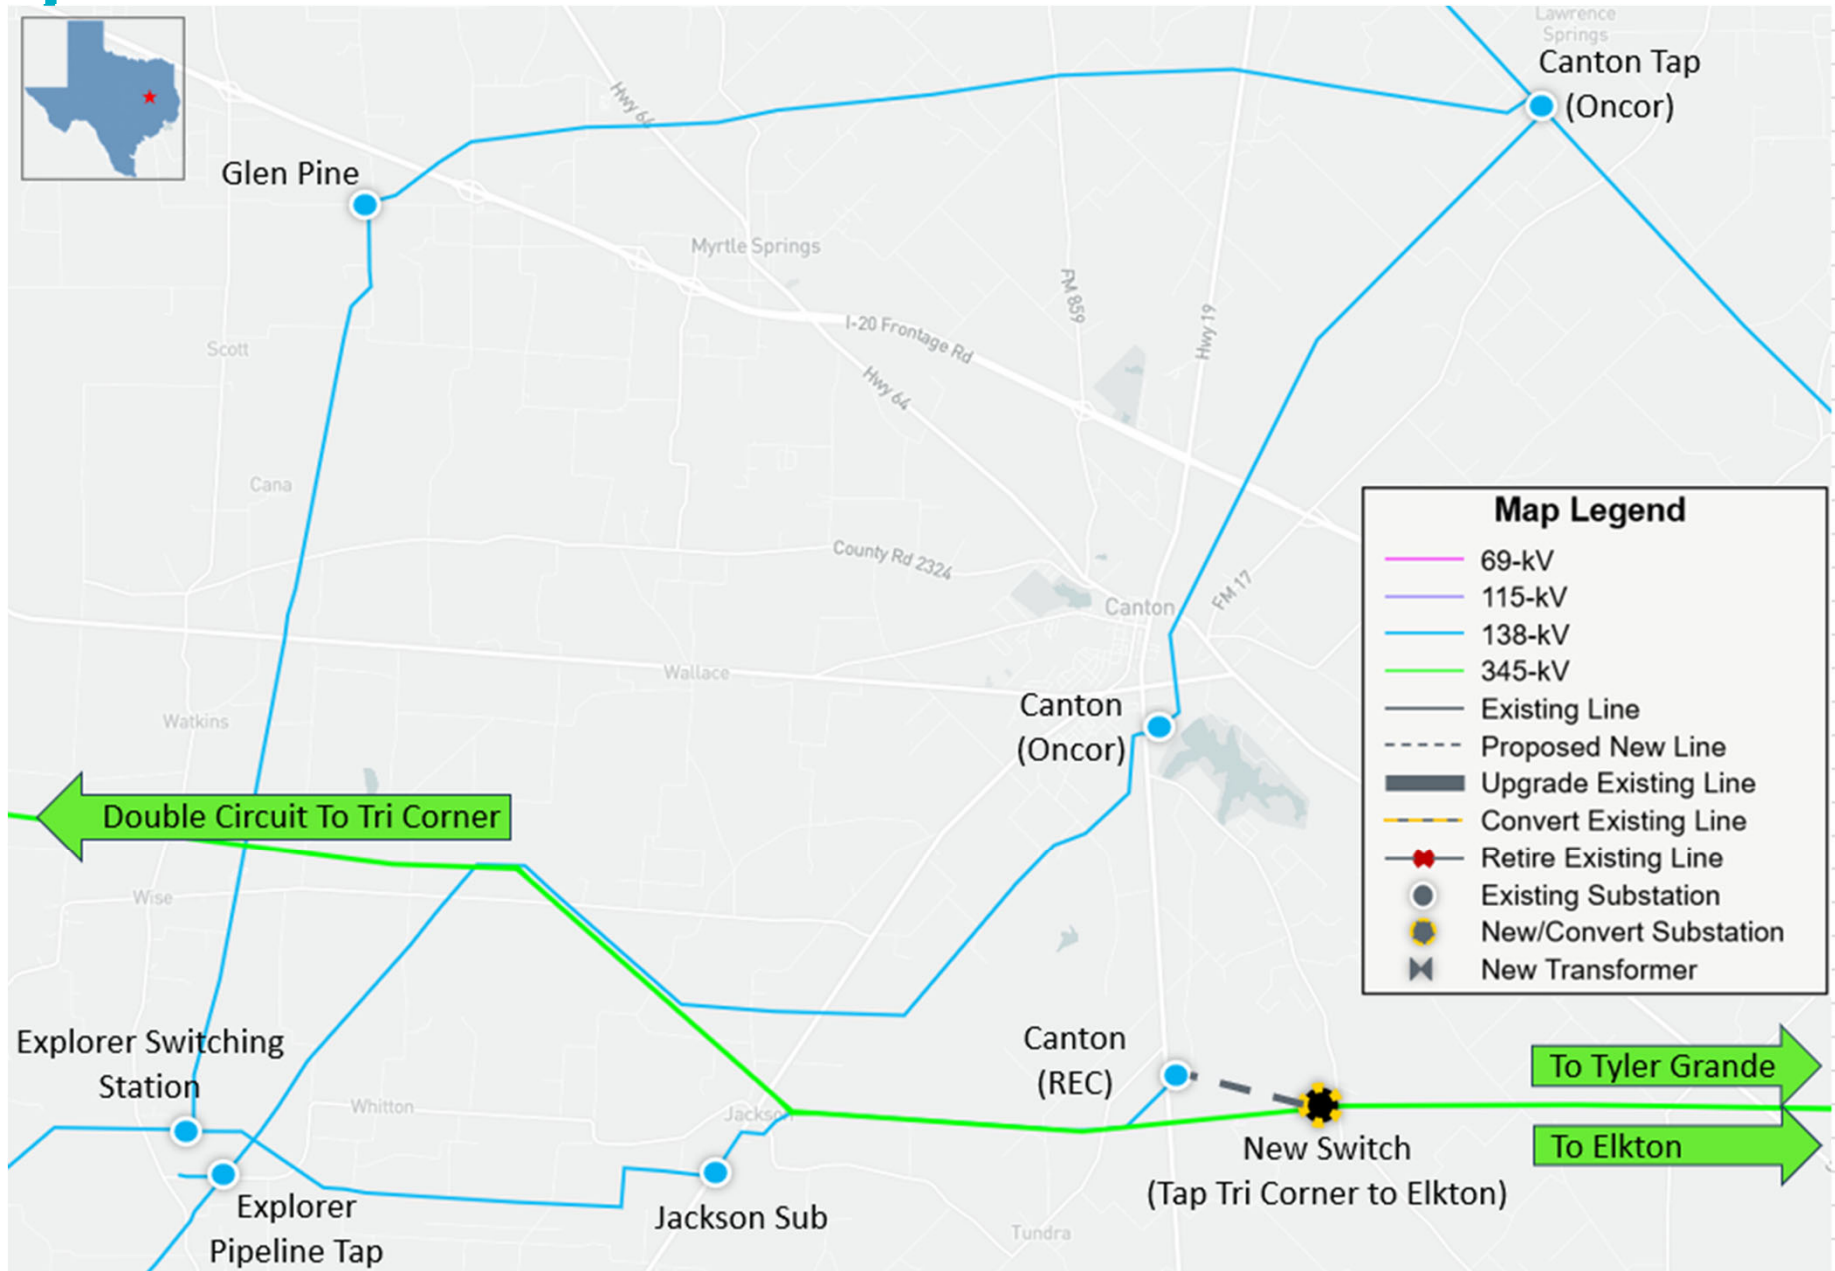 Lawrence
Springs
Canton Tap
(Oncor)
Hwy 64
Glen Pine
Myrtle Springs
FM 859
Hwy 19
I-20 Frontage Rd
Scott
Hwy 64
Cana
County Rd 2324
Canton
FM 17
Wallace
Watkins
Canton
(Oncor)
Map Legend
69-kV
115-kV
138-kV
345-kV
Existing Line
Proposed New Line
Upgrade Existing Line
Convert Existing Line
Retire Existing Line
Existing Substation
New/Convert Substation
New Transformer
Double Circuit To Tri Corner
Wise
Explorer Switching
Station
Canton
(REC)
To Tyler Grande
Whitton
Jackso
New Switch
(Tap Tri Corner to Elkton)
To Elkton
Explorer
Pipeline Tap
Jackson Sub
Tundra